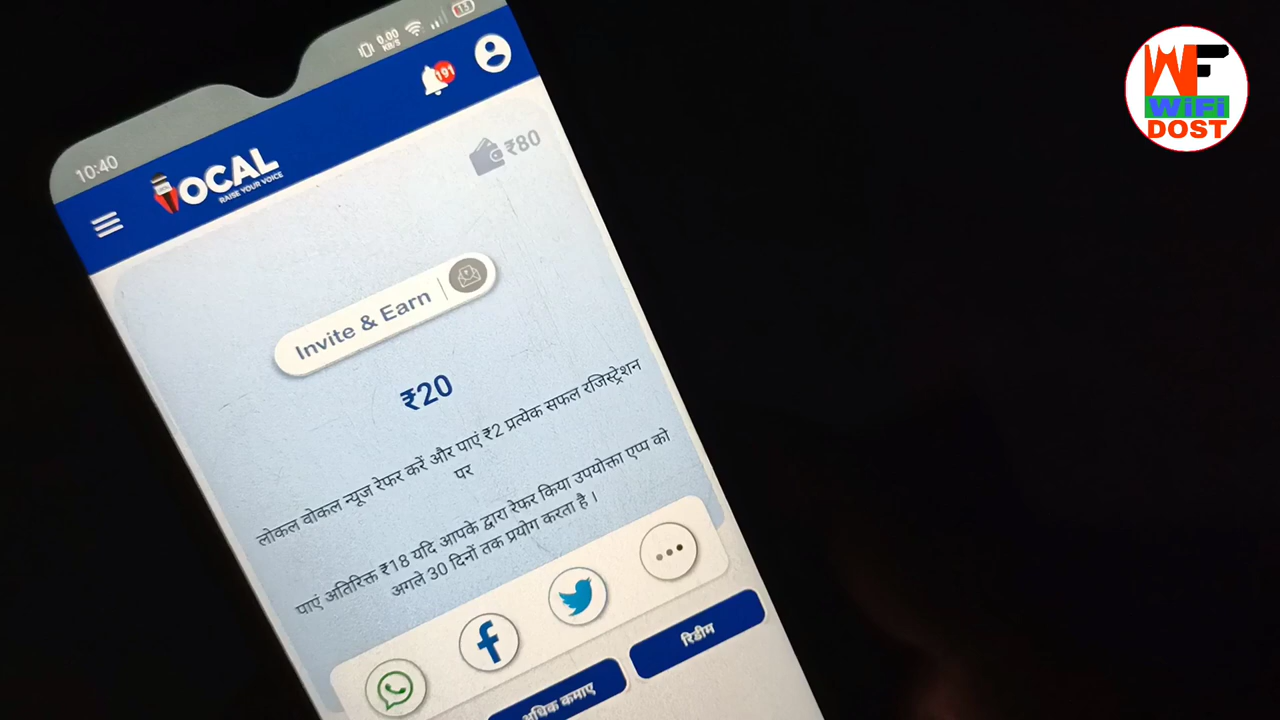 10:40
0.00
KB/S
13
191
VOCAL
RAISE YOUR VOICE
₹80
Invite & Earn
₹20
लोकल वोकल न्यूज रेफर करें और पाएं ₹2 प्रत्येक सफल रजिस्ट्रेशन
पर
पाएं अतिरिक्त ₹18 यदि आपके द्वारा रेफर किया उपयोक्ता एप्प को
अगले 30 दिनों तक प्रयोग करता है ।
अधिक कमाए
रिडीम
WF
WiFi
DOST